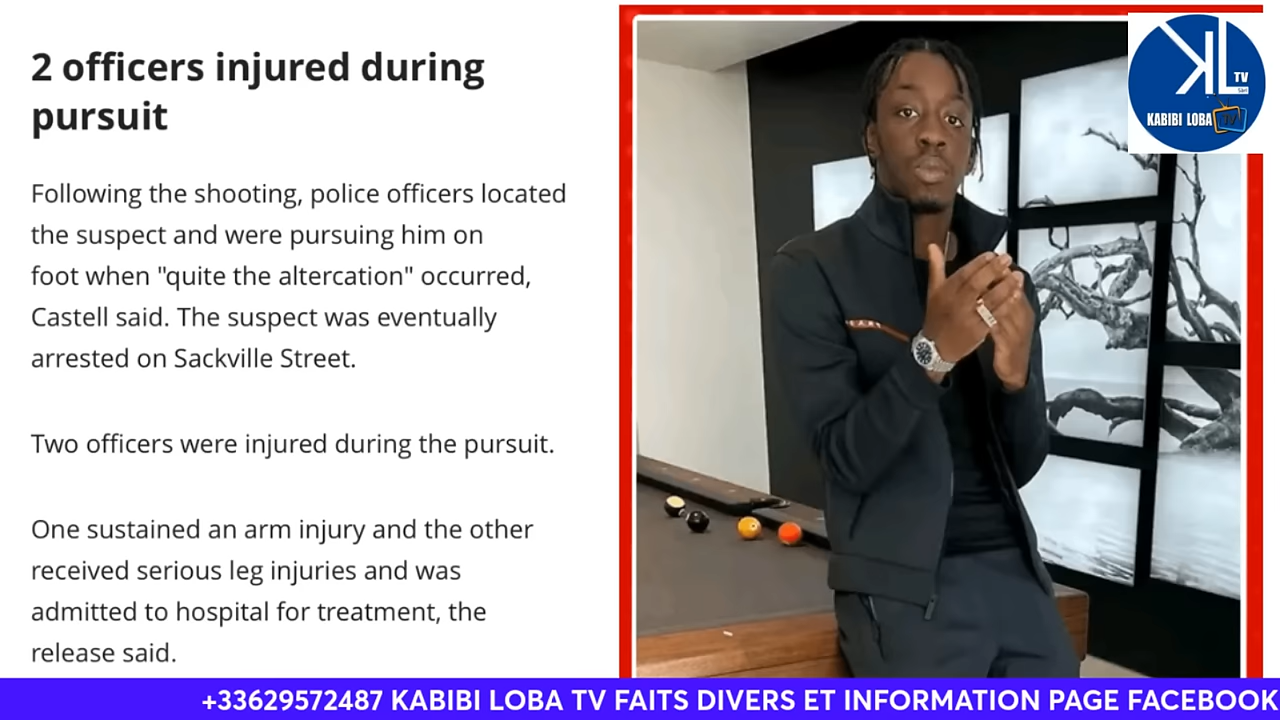 2 officers injured during
pursuit
Following the shooting, police officers located
the suspect and were pursuing him on
foot when "quite the altercation" occurred,
Castell said. The suspect was eventually
arrested on Sackville Street.
Two officers were injured during the pursuit.
One sustained an arm injury and the other
received serious leg injuries and was
admitted to hospital for treatment, the
release said.
KL TV
Sàrl
KABIBI LOBA TV
+33629572487 KABIBI LOBA TV FAITS DIVERS ET INFORMATION PAGE FACEBOOK